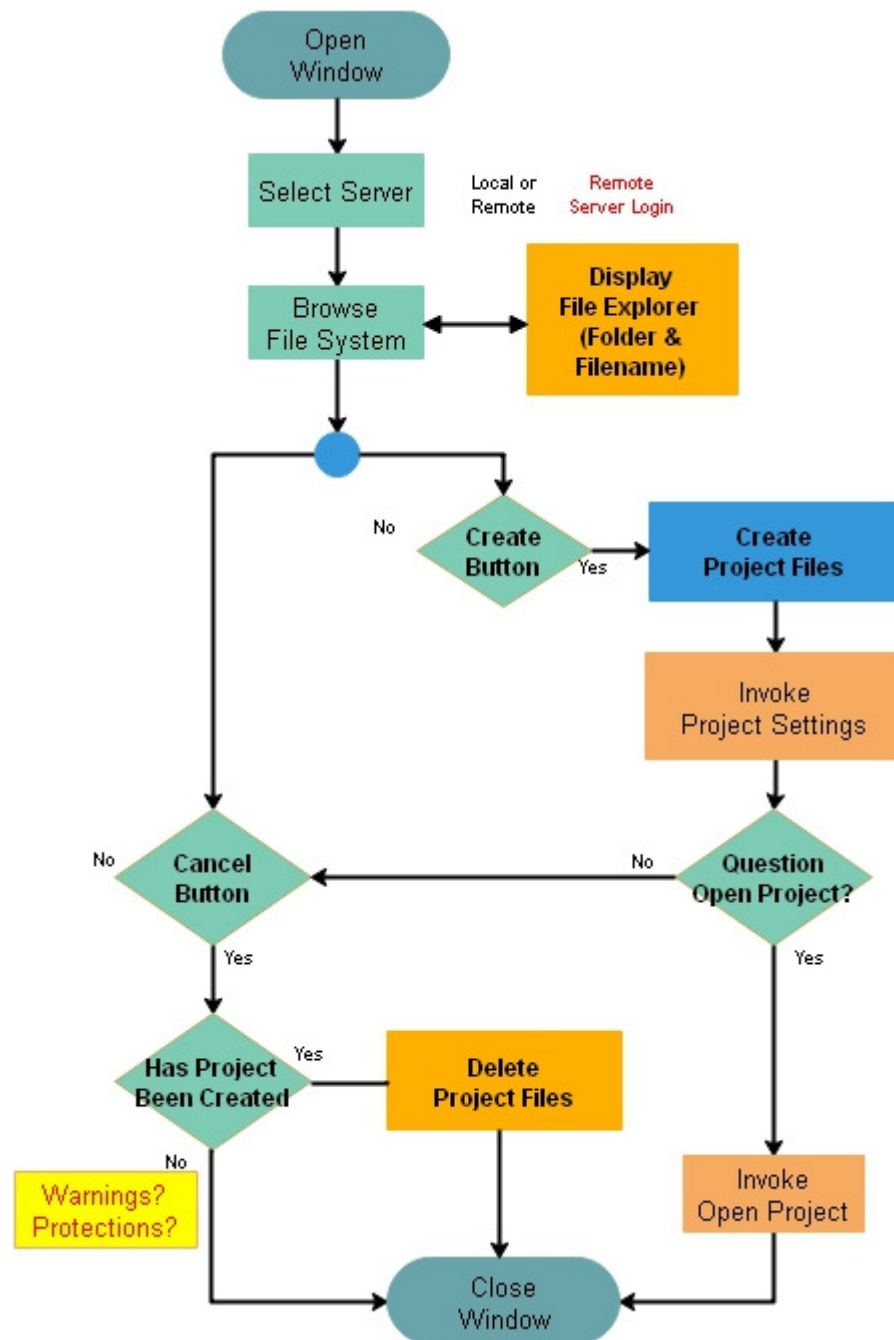 Open
Window
Select Server
Local or
Remote
Remote
Server Login
Browse
File System
Display
File Explorer
(Folder &
Filename)
No
Create
Button
Yes
Create
Project Files
Invoke
Project Settings
No
Cancel
Button
No
Question
Open Project?
Yes
Yes
Has Project
Been Created
Yes
Delete
Project Files
No
Warnings?
Protections?
Invoke
Open Project
Close
Window